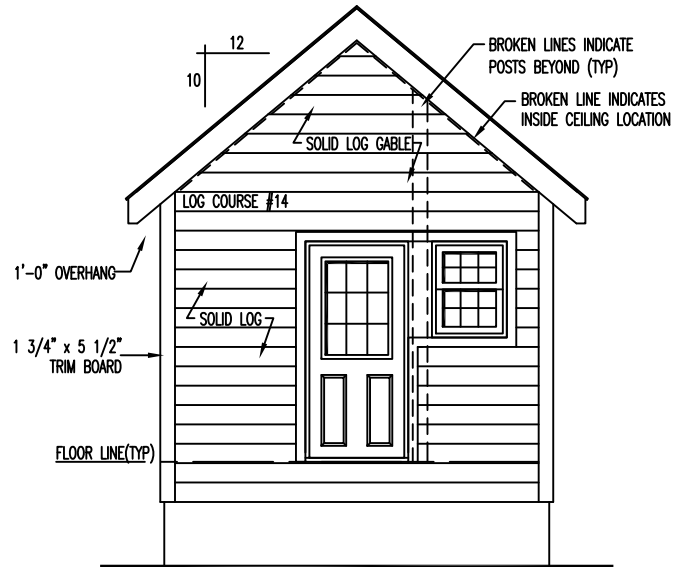 12
10
BROKEN LINES INDICATE
POSTS BEYOND (TYP)
BROKEN LINE INDICATES
INSIDE CEILING LOCATION
SOLID LOG GABLE
LOG COURSE #14
1'-0" OVERHANG
SOLID LOG
1 3/4" x 5 1/2"
TRIM BOARD
FLOOR LINE(TYP)